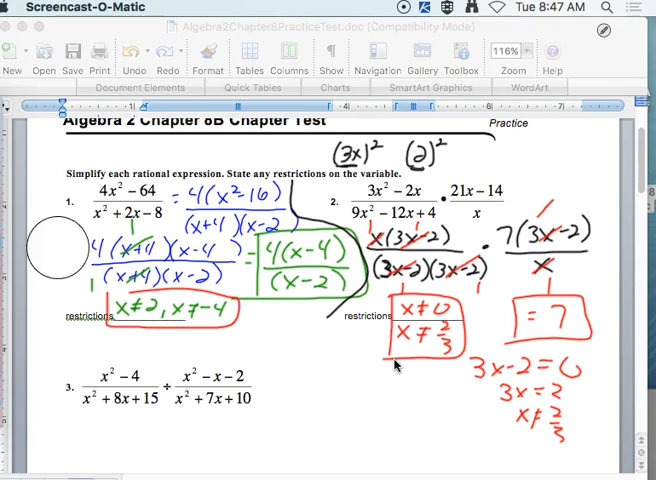 Screencast-O-Matic
Tue 8:47 AM
Algebra2Chapter8PracticeTest.doc [Compatibility Mode]
116%
New Open Save Print Undo Redo Format Tables Columns Show Navigation Gallery Toolbox Zoom Help
Document Elements Quick Tables Charts SmartArt Graphics WordArt
Algebra 2 Chapter 8B Chapter Test
Practice
(3x)² (2)²
Simplify each rational expression. State any restrictions on the variable.
1. (4x² − 64)/(x² + 2x − 8) = 4(x²-16)/((x+4)(x-2))
4(x+4)(x-4)/((x+4)(x-2)) = 4(x-4)/(x-2)
1
1
restrictions x≠2, x≠-4
2. (3x² − 2x)/(9x² − 12x + 4) • (21x − 14)/x
x(3x-2)/((3x-2)(3x-2)) • 7(3x-2)/x
restrictions x≠0
x≠2/3
= 7
3x-2=0
3x=2
x≠2/3
3. (x² − 4)/(x² + 8x + 15) ÷ (x² − x − 2)/(x² + 7x + 10)